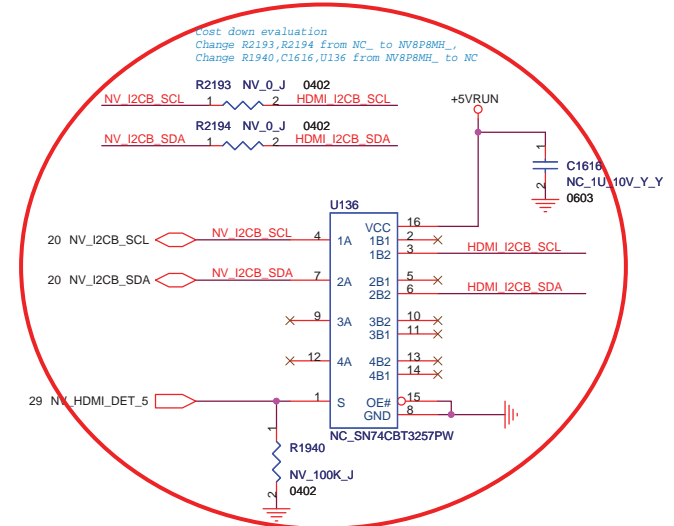 Cost down evaluation
Change R2193,R2194 from NC_ to NV8P8MH_,
Change R1940,C1616,U136 from NV8P8MH_ to NC
R2193 NV_0_J 0402
NV_I2CB_SCL 1 2 HDMI_I2CB_SCL
R2194 NV_0_J 0402
NV_I2CB_SDA 1 2 HDMI_I2CB_SDA
+5VRUN
1
C1616
NC_1U_10V_Y_Y
2
0603
U136
VCC 16
20 NV_I2CB_SCL NV_I2CB_SCL 4 1A 1B1 2
1B2 3 HDMI_I2CB_SCL
20 NV_I2CB_SDA NV_I2CB_SDA 7 2A 2B1 5
2B2 6 HDMI_I2CB_SDA
9 3A 3B2 10
3B1 11
12 4A 4B2 13
4B1 14
29 NV_HDMI_DET_5 1 S OE# 15
GND 8
NC_SN74CBT3257PW
1
R1940
NV_100K_J
2
0402